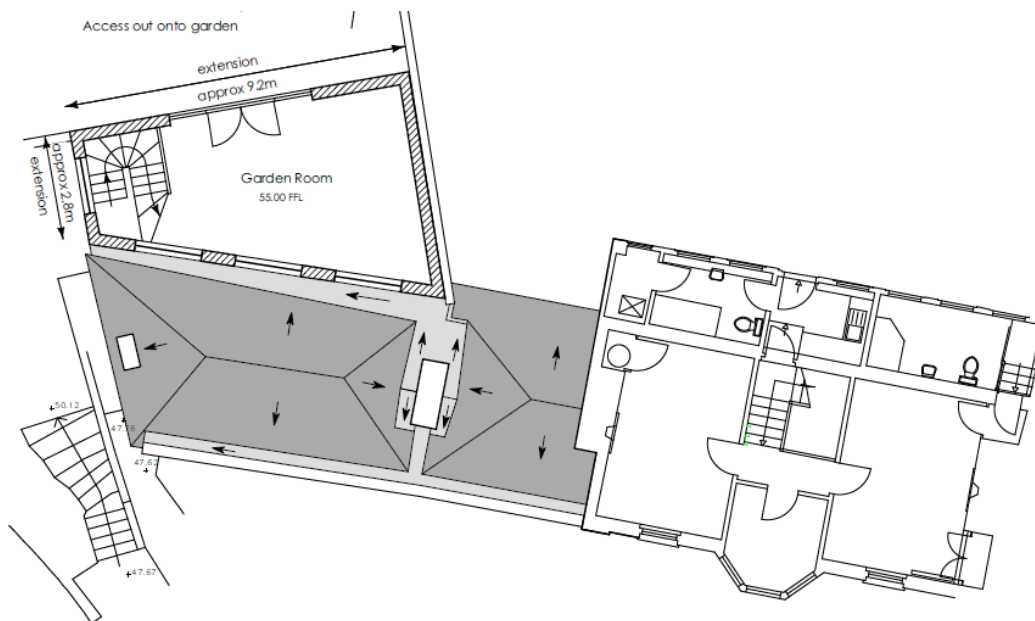 Access out onto garden
extension
approx 9.2m
approx 2.8m
extension
Garden Room
55.00 FFL
50.12
47.76
47.62
47.67